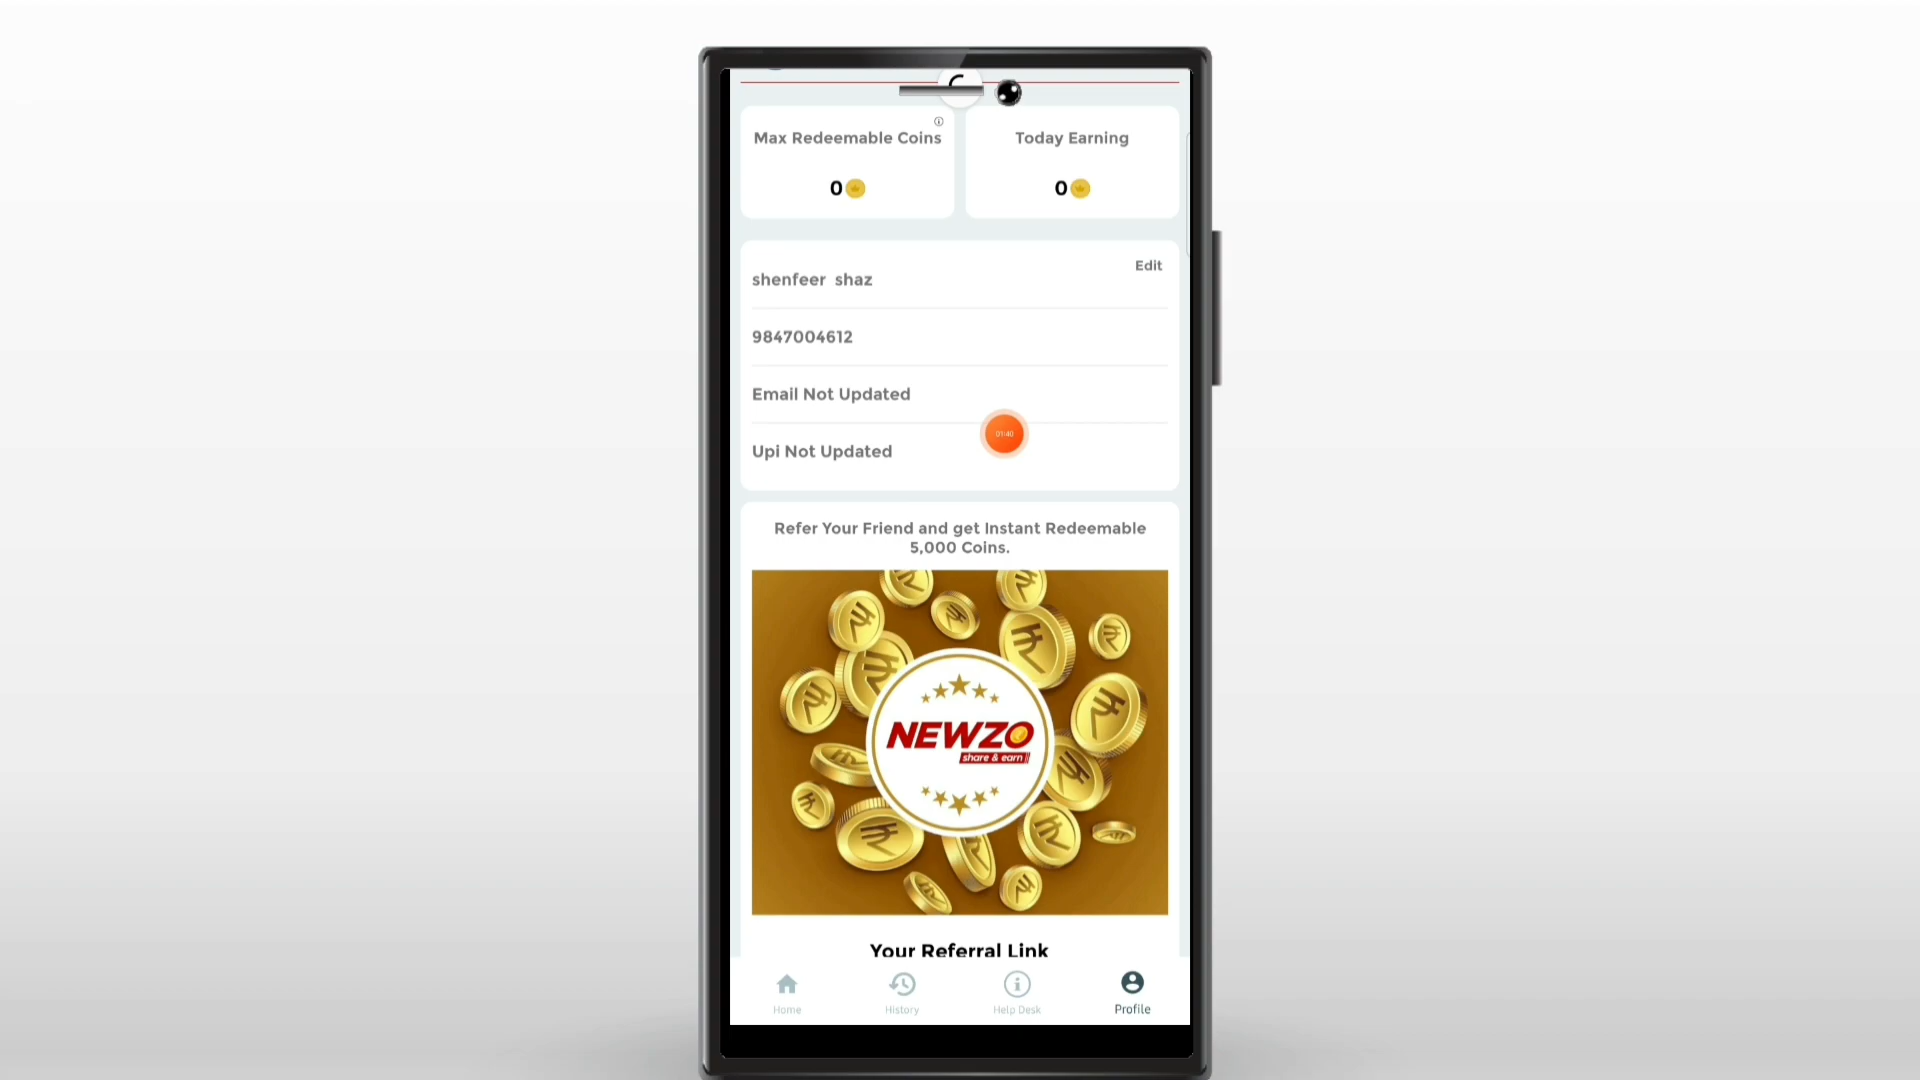 Max Redeemable Coins
Today Earning
0
0
Edit
shenfeer shaz
9847004612
Email Not Updated
01:40
Upi Not Updated
Refer Your Friend and get Instant Redeemable
5,000 Coins.
NEWZO
share & earn
Your Referral Link
Home
History
Help Desk
Profile